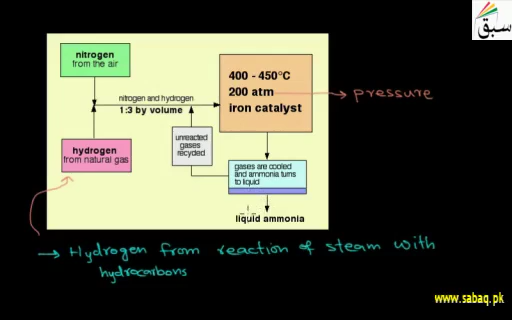 سبق
nitrogen
from the air
400 - 450°C
200 atm
iron catalyst
pressure
nitrogen and hydrogen
1:3 by volume
hydrogen
from natural gas
unreacted
gases
recycled
gases are cooled
and ammonia turns
to liquid
liquid ammonia
Hydrogen from reaction of steam with
hydrocarbons
www.sabaq.pk